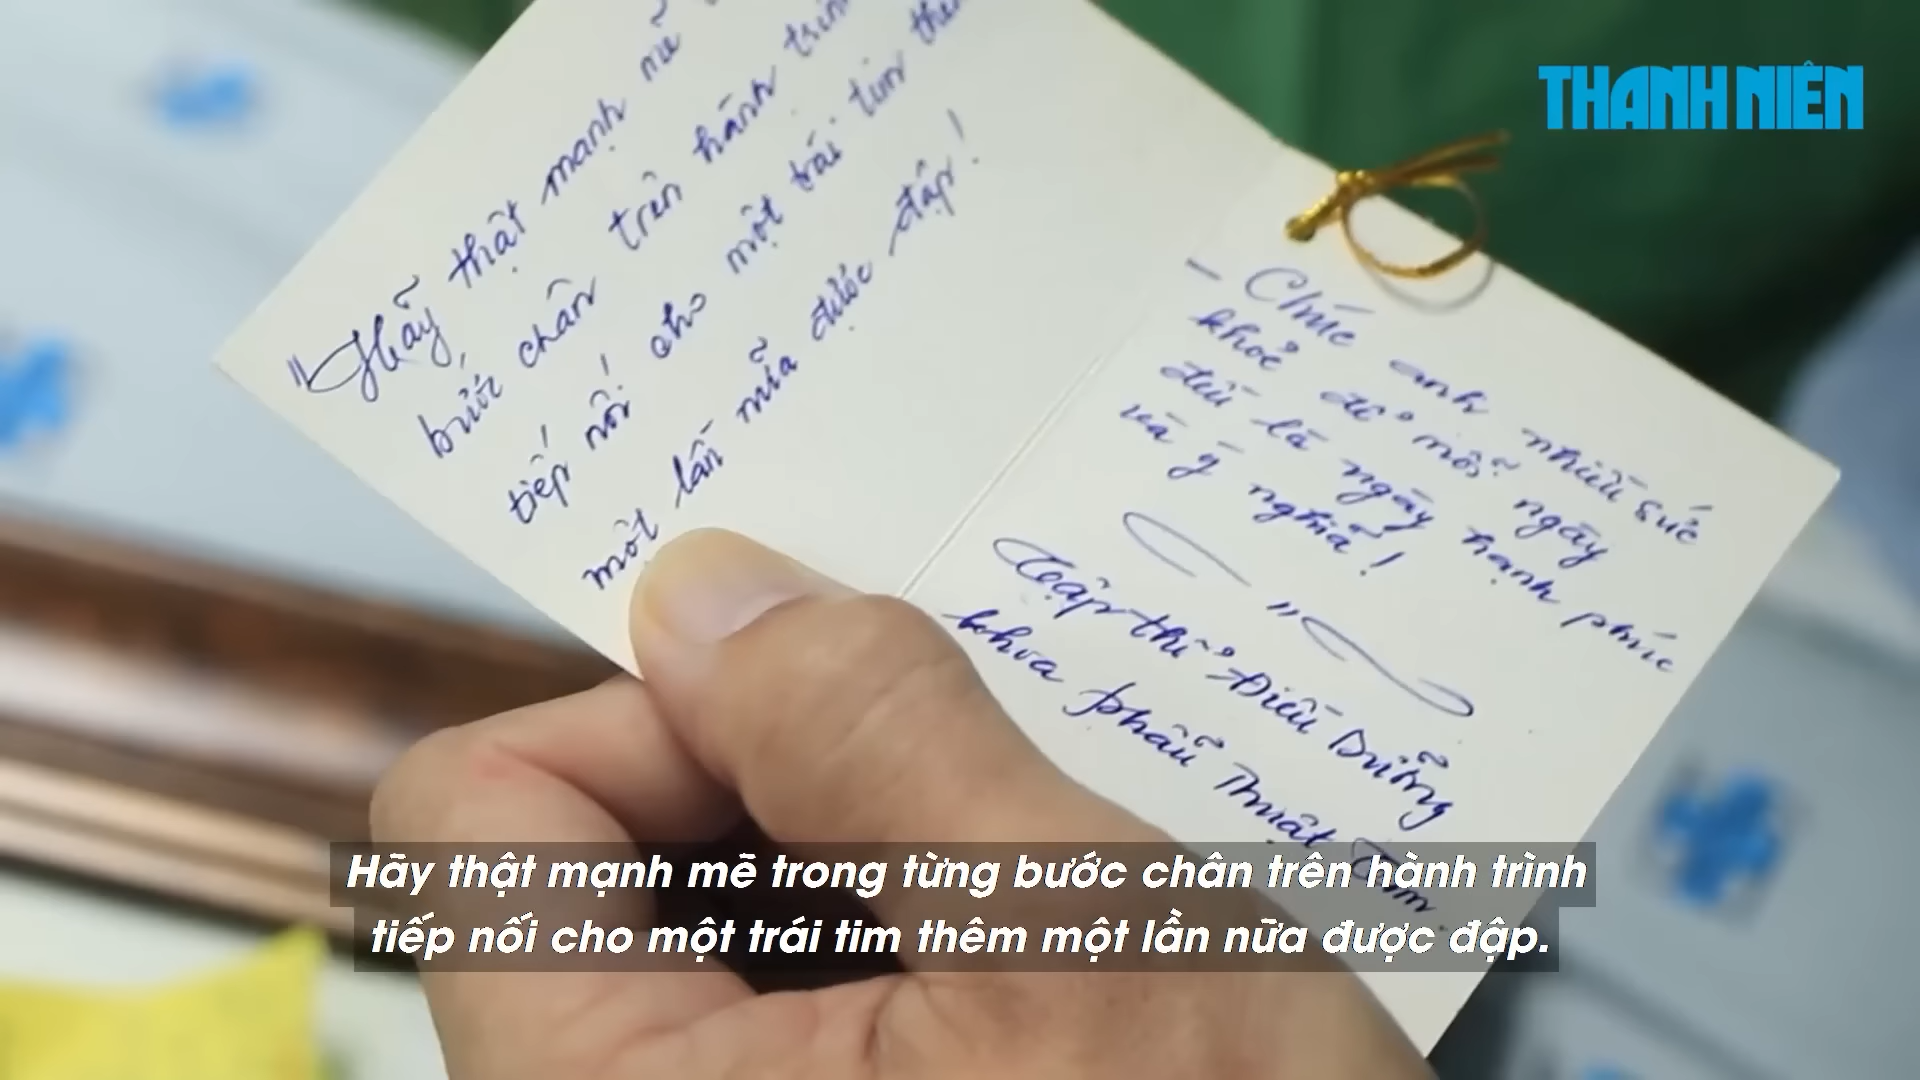 THANH NIÊN
"Hãy thật mạnh mẽ
bước chân trên hành trình
tiếp nối cho một trái tim thêm
một lần nữa được đập!
- Chúc anh nhiều sức
khoẻ để mỗi ngày
đều là ngày hạnh phúc
và ý nghĩa!
"
Tập thể Điều Dưỡng
khoa phẫu Thuật Tim.
Hãy thật mạnh mẽ trong từng bước chân trên hành trình
tiếp nối cho một trái tim thêm một lần nữa được đập.